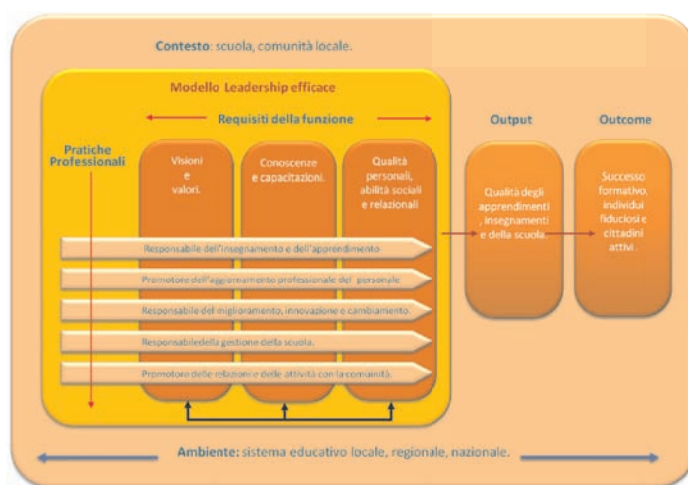 Contesto: scuola, comunità locale.
Modello Leadership efficace
Requisiti della funzione
Output
Outcome
Pratiche
Professionali
Visioni
e
valori.
Conoscenze
e capacitazioni.
Qualità
personali,
abilità sociali
e relazionali
Qualità degli
apprendimenti
, insegnamenti
e della scuola.
Successo
formativo,
individui
fiduciosi e
cittadini
attivi.
Responsabile dell'insegnamento e dell'apprendimento
Promotore dell'aggiornamento professionale del personale
Responsabile del miglioramento, innovazione e cambiamento.
Responsabiledella gestione della scuola.
Promotore delle relazioni e delle attività con la comunità.
Ambiente: sistema educativo locale, regionale, nazionale.